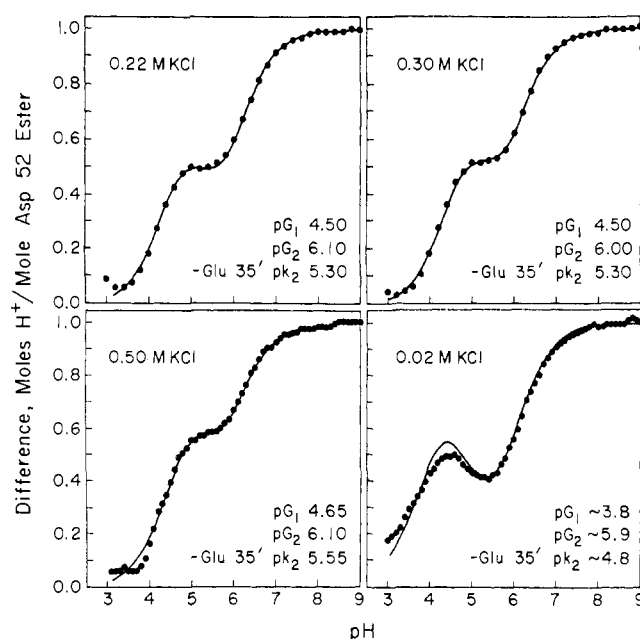 Difference, Moles H⁺/Mole Asp 52 Ester
1.0
0.8
0.6
0.4
0.2
0.0
0.22 M KCl
pG₁ 4.50
pG₂ 6.10
-Glu 35' pk₂ 5.30
0.30 M KCl
pG₁ 4.50
pG₂ 6.00
-Glu 35' pk₂ 5.30
1.0
0.8
0.6
0.4
0.2
0.0
0.50 M KCl
pG₁ 4.65
pG₂ 6.10
-Glu 35' pk₂ 5.55
0.02 M KCl
pG₁ ~3.8
pG₂ ~5.9
-Glu 35' pk₂ ~4.8
3 4 5 6 7 8 9 3 4 5 6 7 8 9
pH